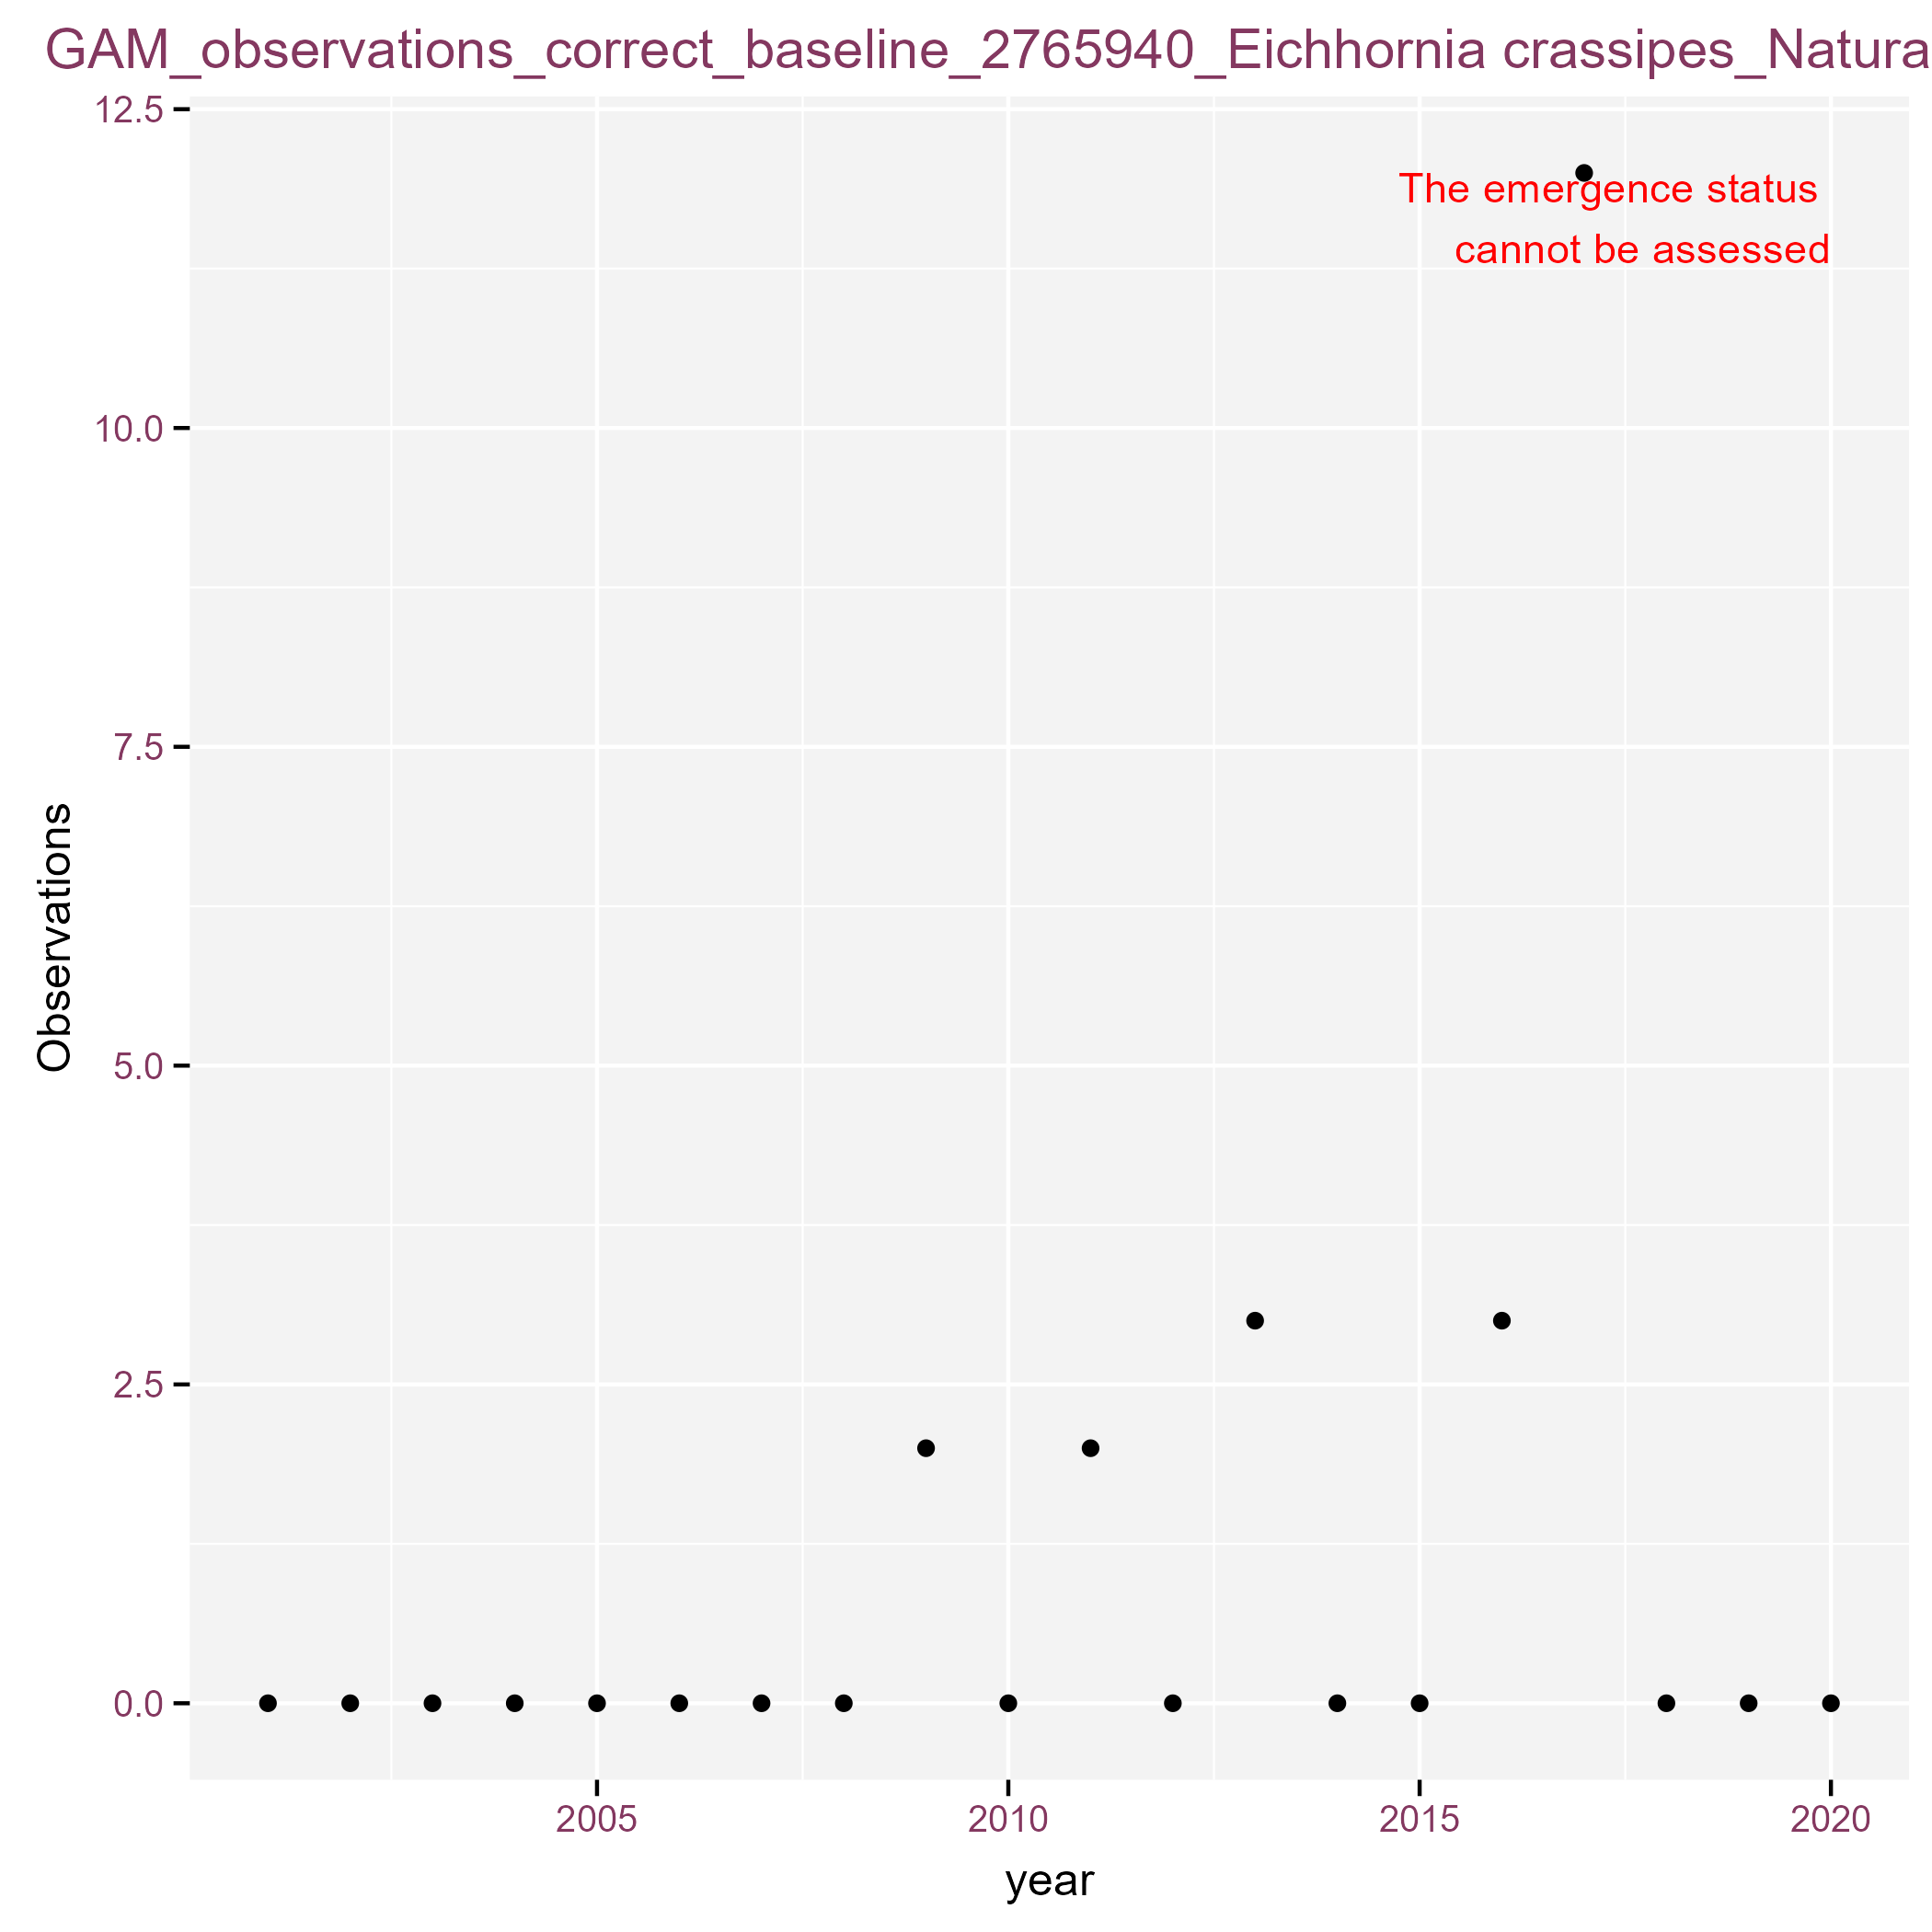 GAM_observations_correct_baseline_2765940_Eichhornia crassipes_Natura
12.5
The emergence status
cannot be assessed
10.0
7.5
Observations
5.0
2.5
0.0
2005 2010 2015 2020
year